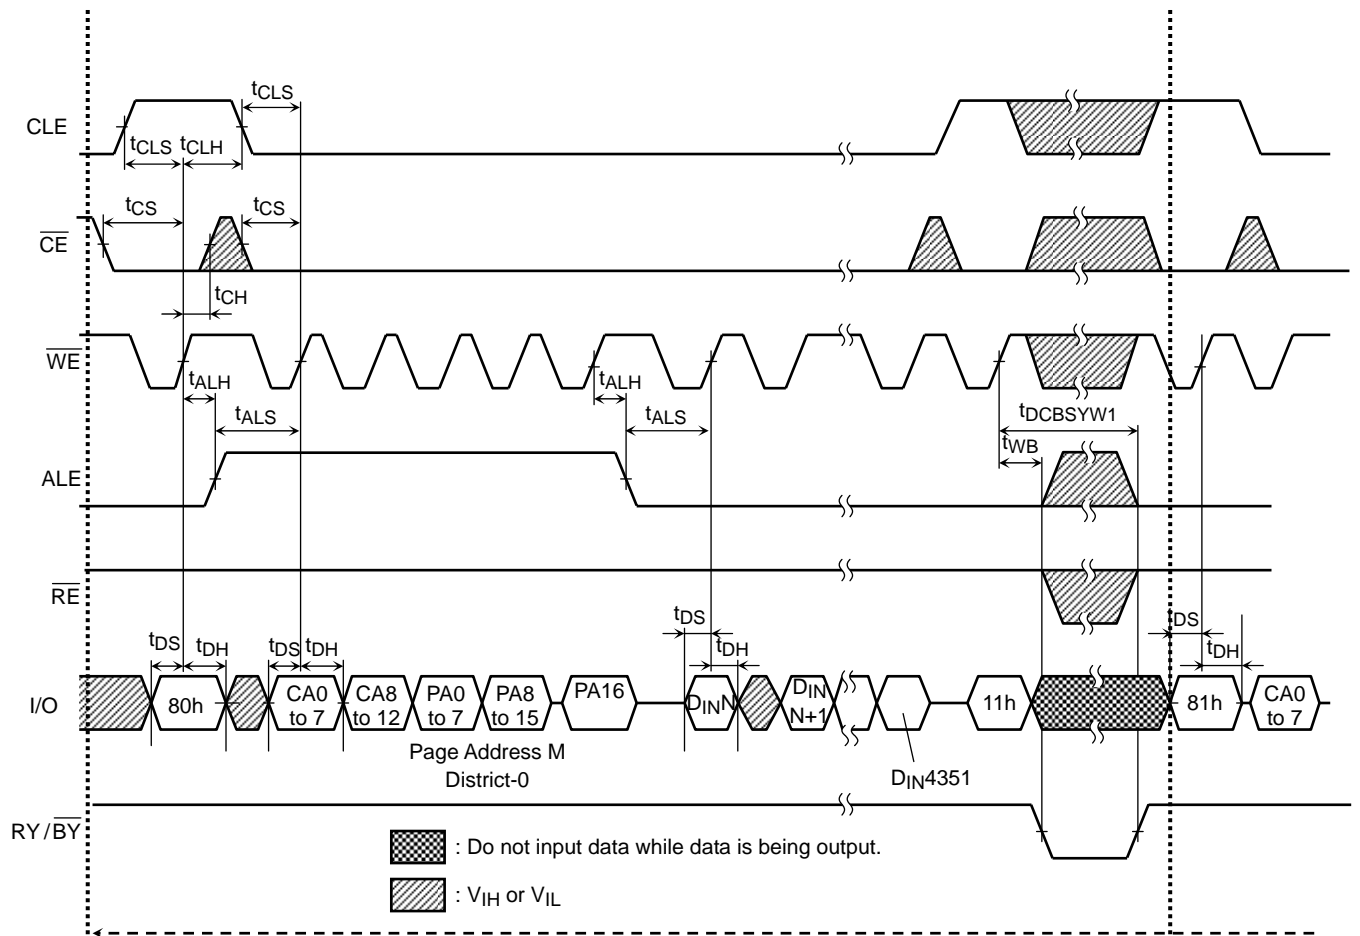 tCLS
CLE
tCLS tCLH
tCS tCS
CE
tCH
WE
tALH tALH
tALS tALS tDCBSYW1
tWB
ALE
RE
tDS tDH tDS tDH tDS tDH tDS tDH
I/O 80h CA0 to 7 CA8 to 12 PA0 to 7 PA8 to 15 PA16 DINN DIN N+1 11h 81h CA0 to 7
Page Address M
District-0
DIN4351
RY/BY
: Do not input data while data is being output.
: VIH or VIL